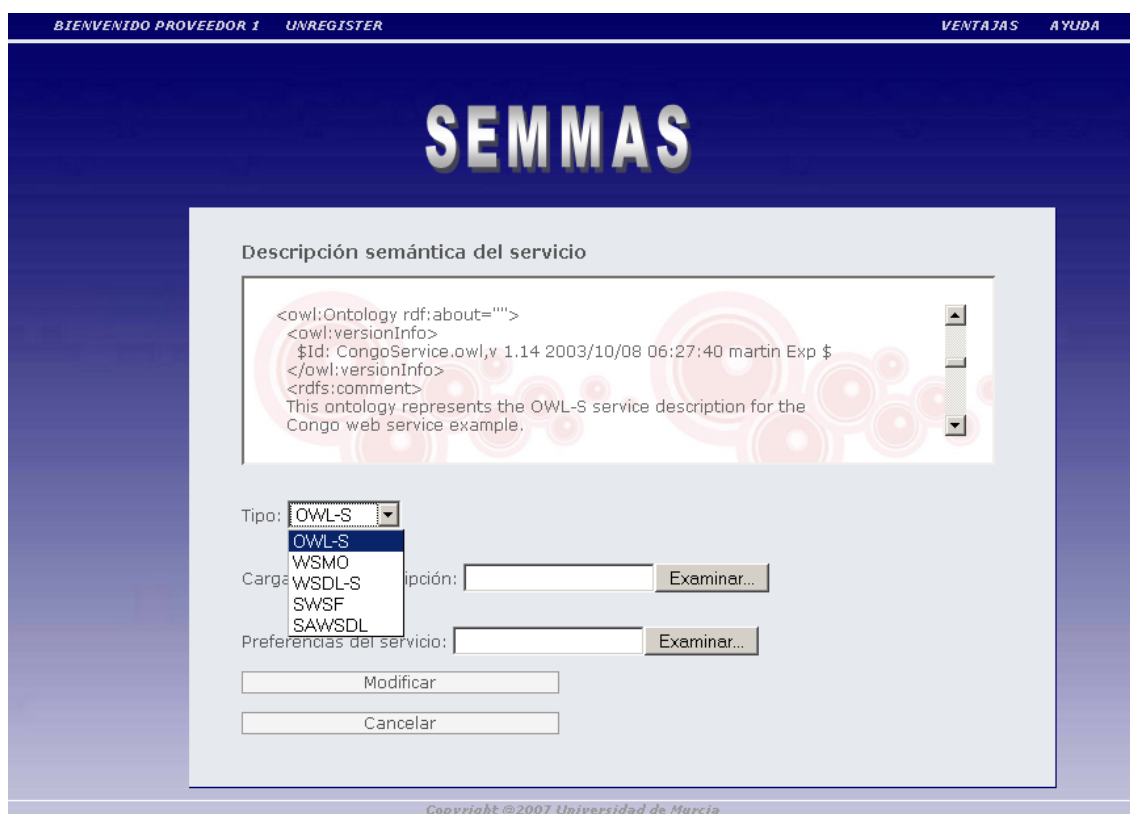 BIENVENIDO PROVEEDOR 1 UNREGISTER VENTAJAS AYUDA
SEMMAS
Descripción semántica del servicio
<owl:Ontology rdf:about="">
<owl:versionInfo>
$Id: CongoService.owl,v 1.14 2003/10/08 06:27:40 martin Exp $
</owl:versionInfo>
<rdfs:comment>
This ontology represents the OWL-S service description for the
Congo web service example.
Tipo: OWL-S
OWL-S
WSMO
WSDL-S
SWSF
SAWSDL
Carga ipción: Examinar...
Preferencias del servicio: Examinar...
Modificar
Cancelar
Copyright @2007 Universidad de Murcia